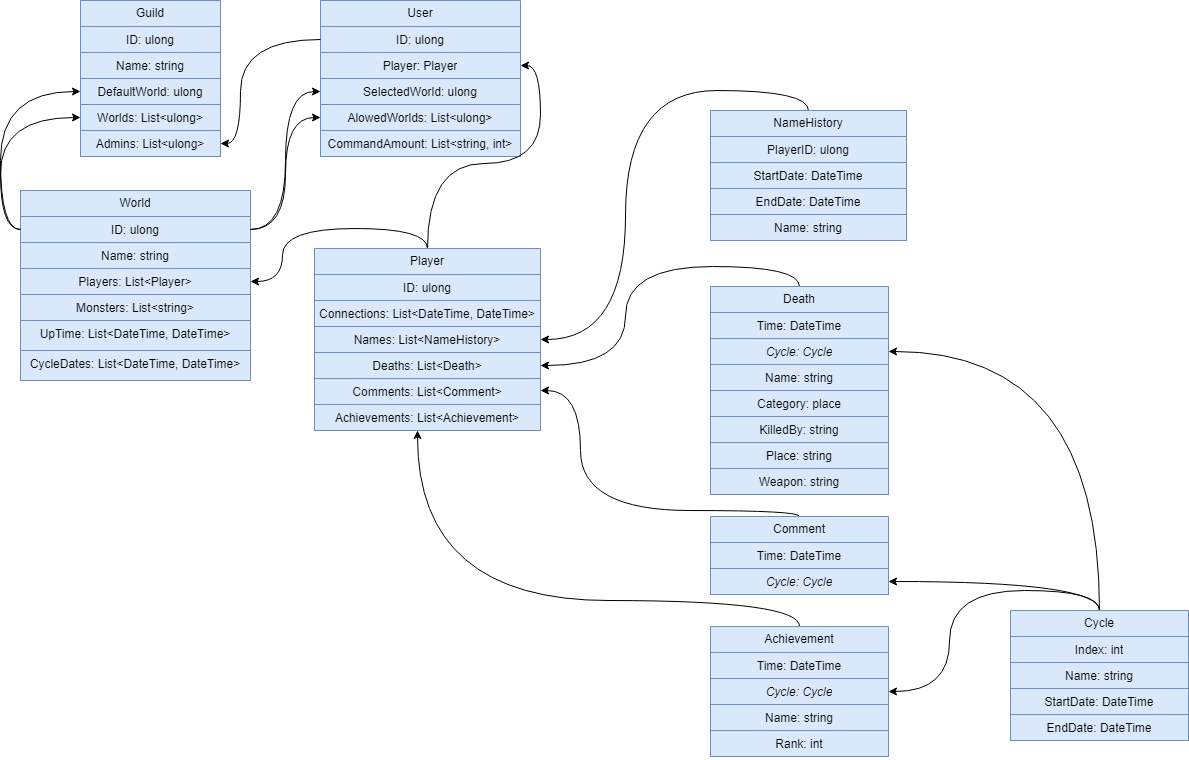 Guild
ID: ulong
Name: string
DefaultWorld: ulong
Worlds: List<ulong>
Admins: List<ulong>
User
ID: ulong
Player: Player
SelectedWorld: ulong
AlowedWorlds: List<ulong>
CommandAmount: List<string, int>
World
ID: ulong
Name: string
Players: List<Player>
Monsters: List<string>
UpTime: List<DateTime, DateTime>
CycleDates: List<DateTime, DateTime>
Player
ID: ulong
Connections: List<DateTime, DateTime>
Names: List<NameHistory>
Deaths: List<Death>
Comments: List<Comment>
Achievements: List<Achievement>
NameHistory
PlayerID: ulong
StartDate: DateTime
EndDate: DateTime
Name: string
Death
Time: DateTime
Cycle: Cycle
Name: string
Category: place
KilledBy: string
Place: string
Weapon: string
Comment
Time: DateTime
Cycle: Cycle
Achievement
Time: DateTime
Cycle: Cycle
Name: string
Rank: int
Cycle
Index: int
Name: string
StartDate: DateTime
EndDate: DateTime